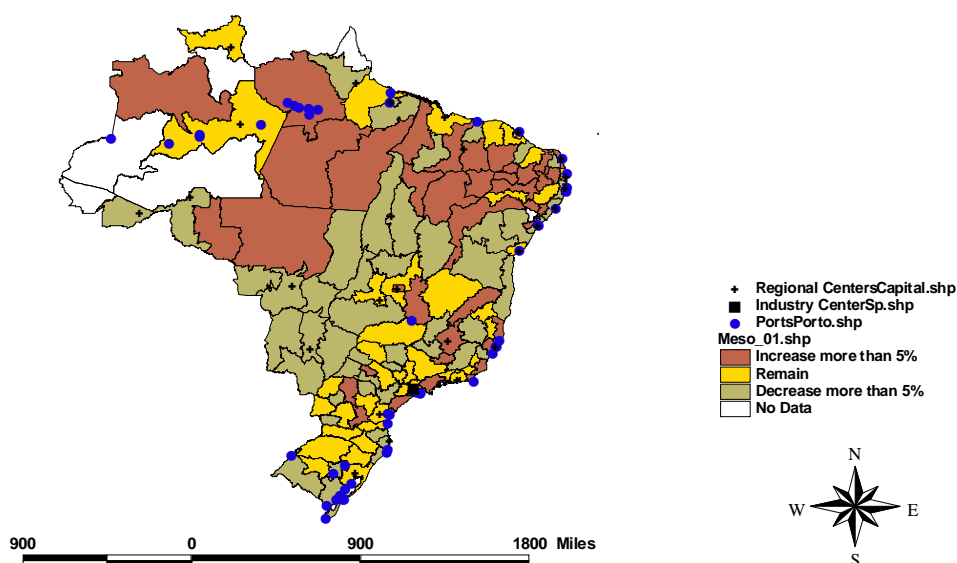 Regional CentersCapital.shp
Industry CenterSp.shp
PortsPorto.shp
Meso_01.shp
Increase more than 5%
Remain
Decrease more than 5%
No Data
N
W E
S
900 0 900 1800 Miles